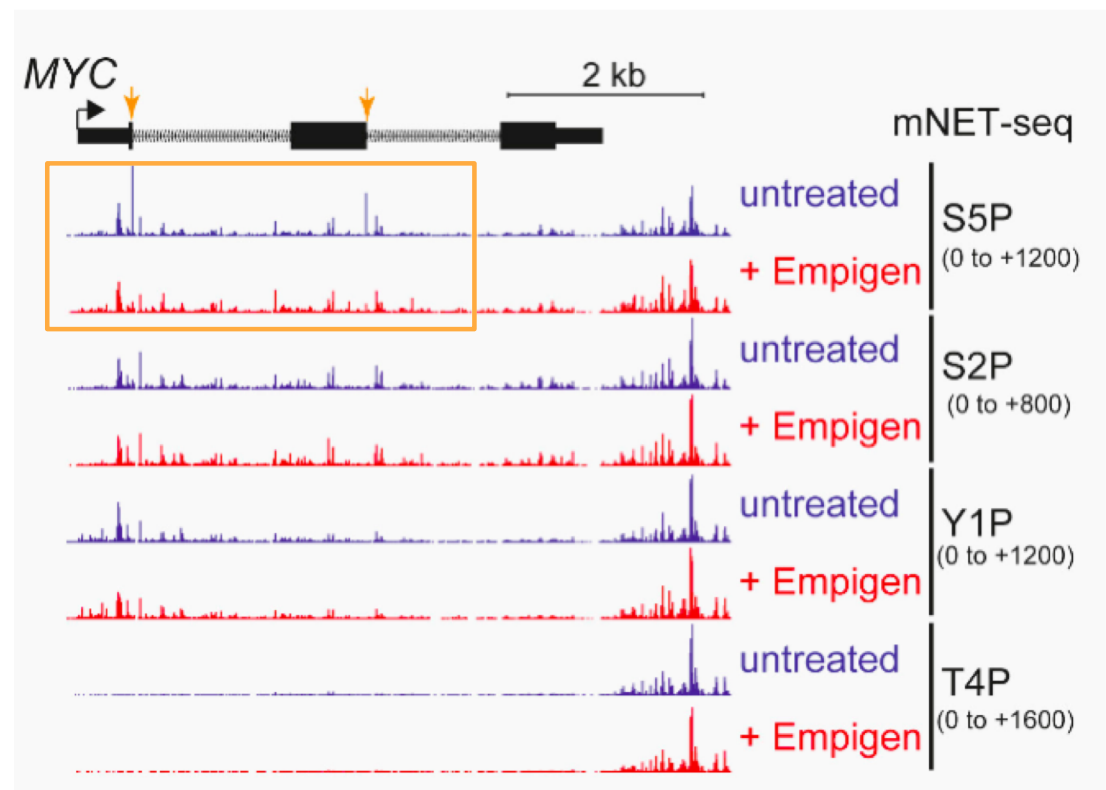 MYC
2 kb
mNET-seq
untreated
S5P
(0 to +1200)
+ Empigen
untreated
S2P
(0 to +800)
+ Empigen
untreated
Y1P
(0 to +1200)
+ Empigen
untreated
T4P
(0 to +1600)
+ Empigen